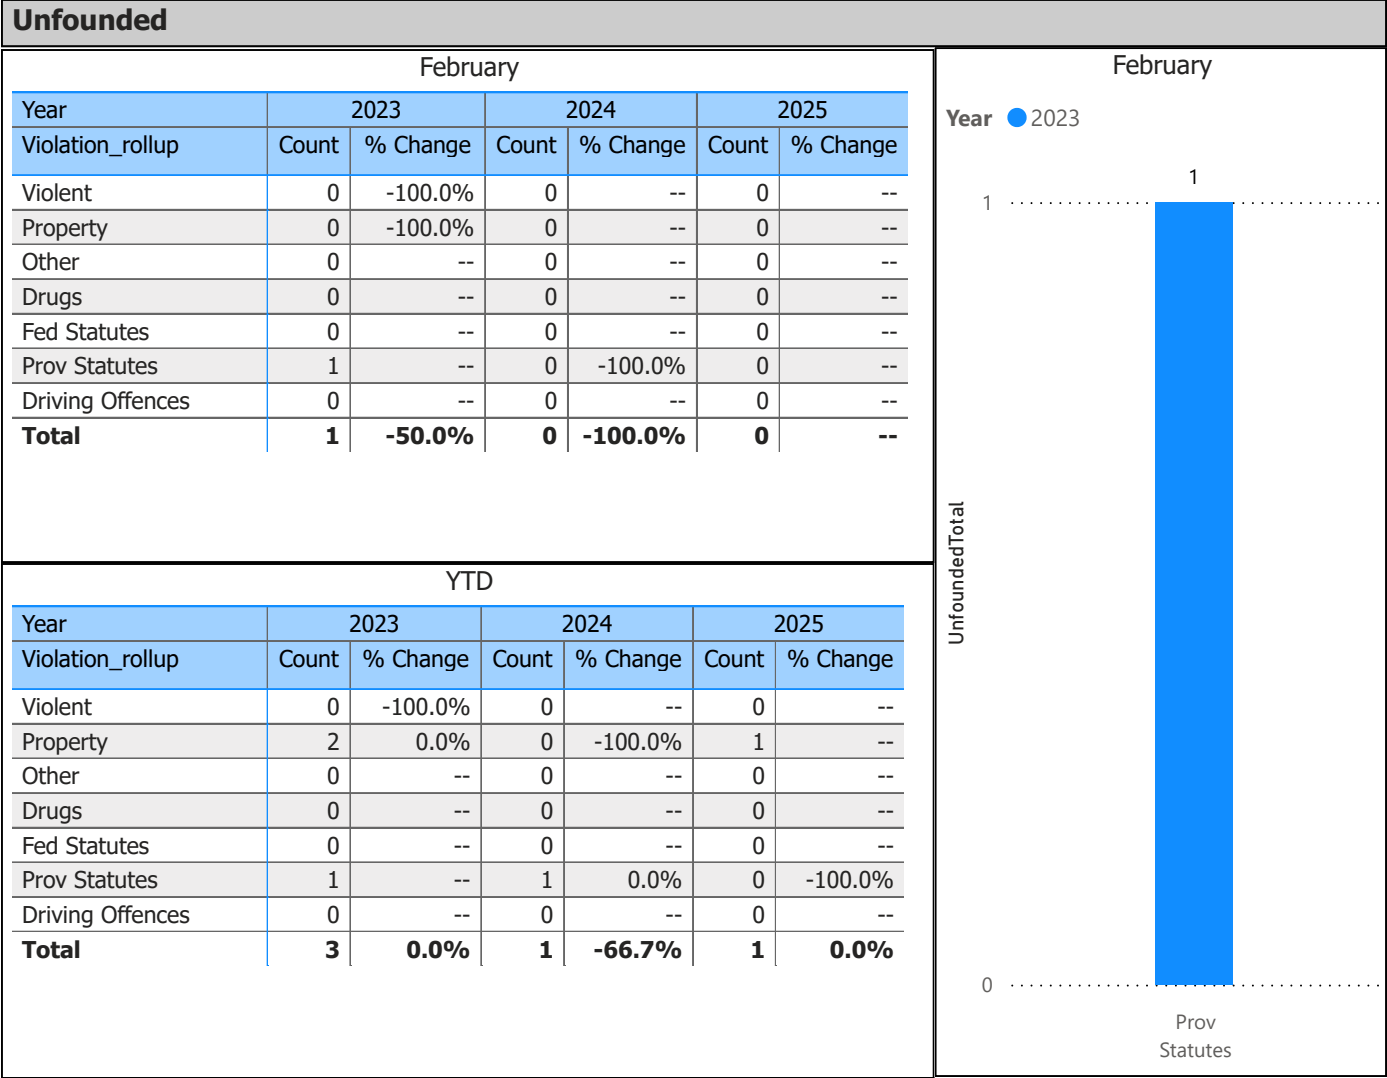 Unfounded
February
Year 2023 2024 2025
Violation_rollup Count % Change Count % Change Count % Change
Violent 0 -100.0% 0 -- 0 --
Property 0 -100.0% 0 -- 0 --
Other 0 -- 0 -- 0 --
Drugs 0 -- 0 -- 0 --
Fed Statutes 0 -- 0 -- 0 --
Prov Statutes 1 -- 0 -100.0% 0 --
Driving Offences 0 -- 0 -- 0 --
Total 1 -50.0% 0 -100.0% 0 --
YTD
Year 2023 2024 2025
Violation_rollup Count % Change Count % Change Count % Change
Violent 0 -100.0% 0 -- 0 --
Property 2 0.0% 0 -100.0% 1 --
Other 0 -- 0 -- 0 --
Drugs 0 -- 0 -- 0 --
Fed Statutes 0 -- 0 -- 0 --
Prov Statutes 1 -- 1 0.0% 0 -100.0%
Driving Offences 0 -- 0 -- 0 --
Total 3 0.0% 1 -66.7% 1 0.0%
February
Year 2023
1
1
UnfoundedTotal
0
Prov
Statutes